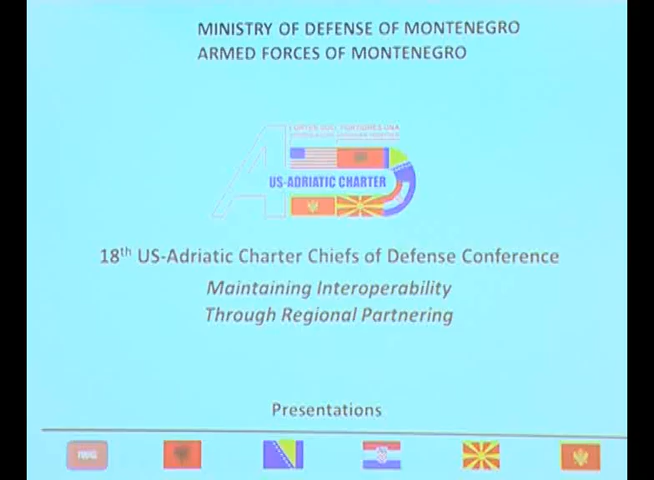 MINISTRY OF DEFENSE OF MONTENEGRO
ARMED FORCES OF MONTENEGRO
US-ADRIATIC CHARTER
18th US-Adriatic Charter Chiefs of Defense Conference
Maintaining Interoperability
Through Regional Partnering
Presentations